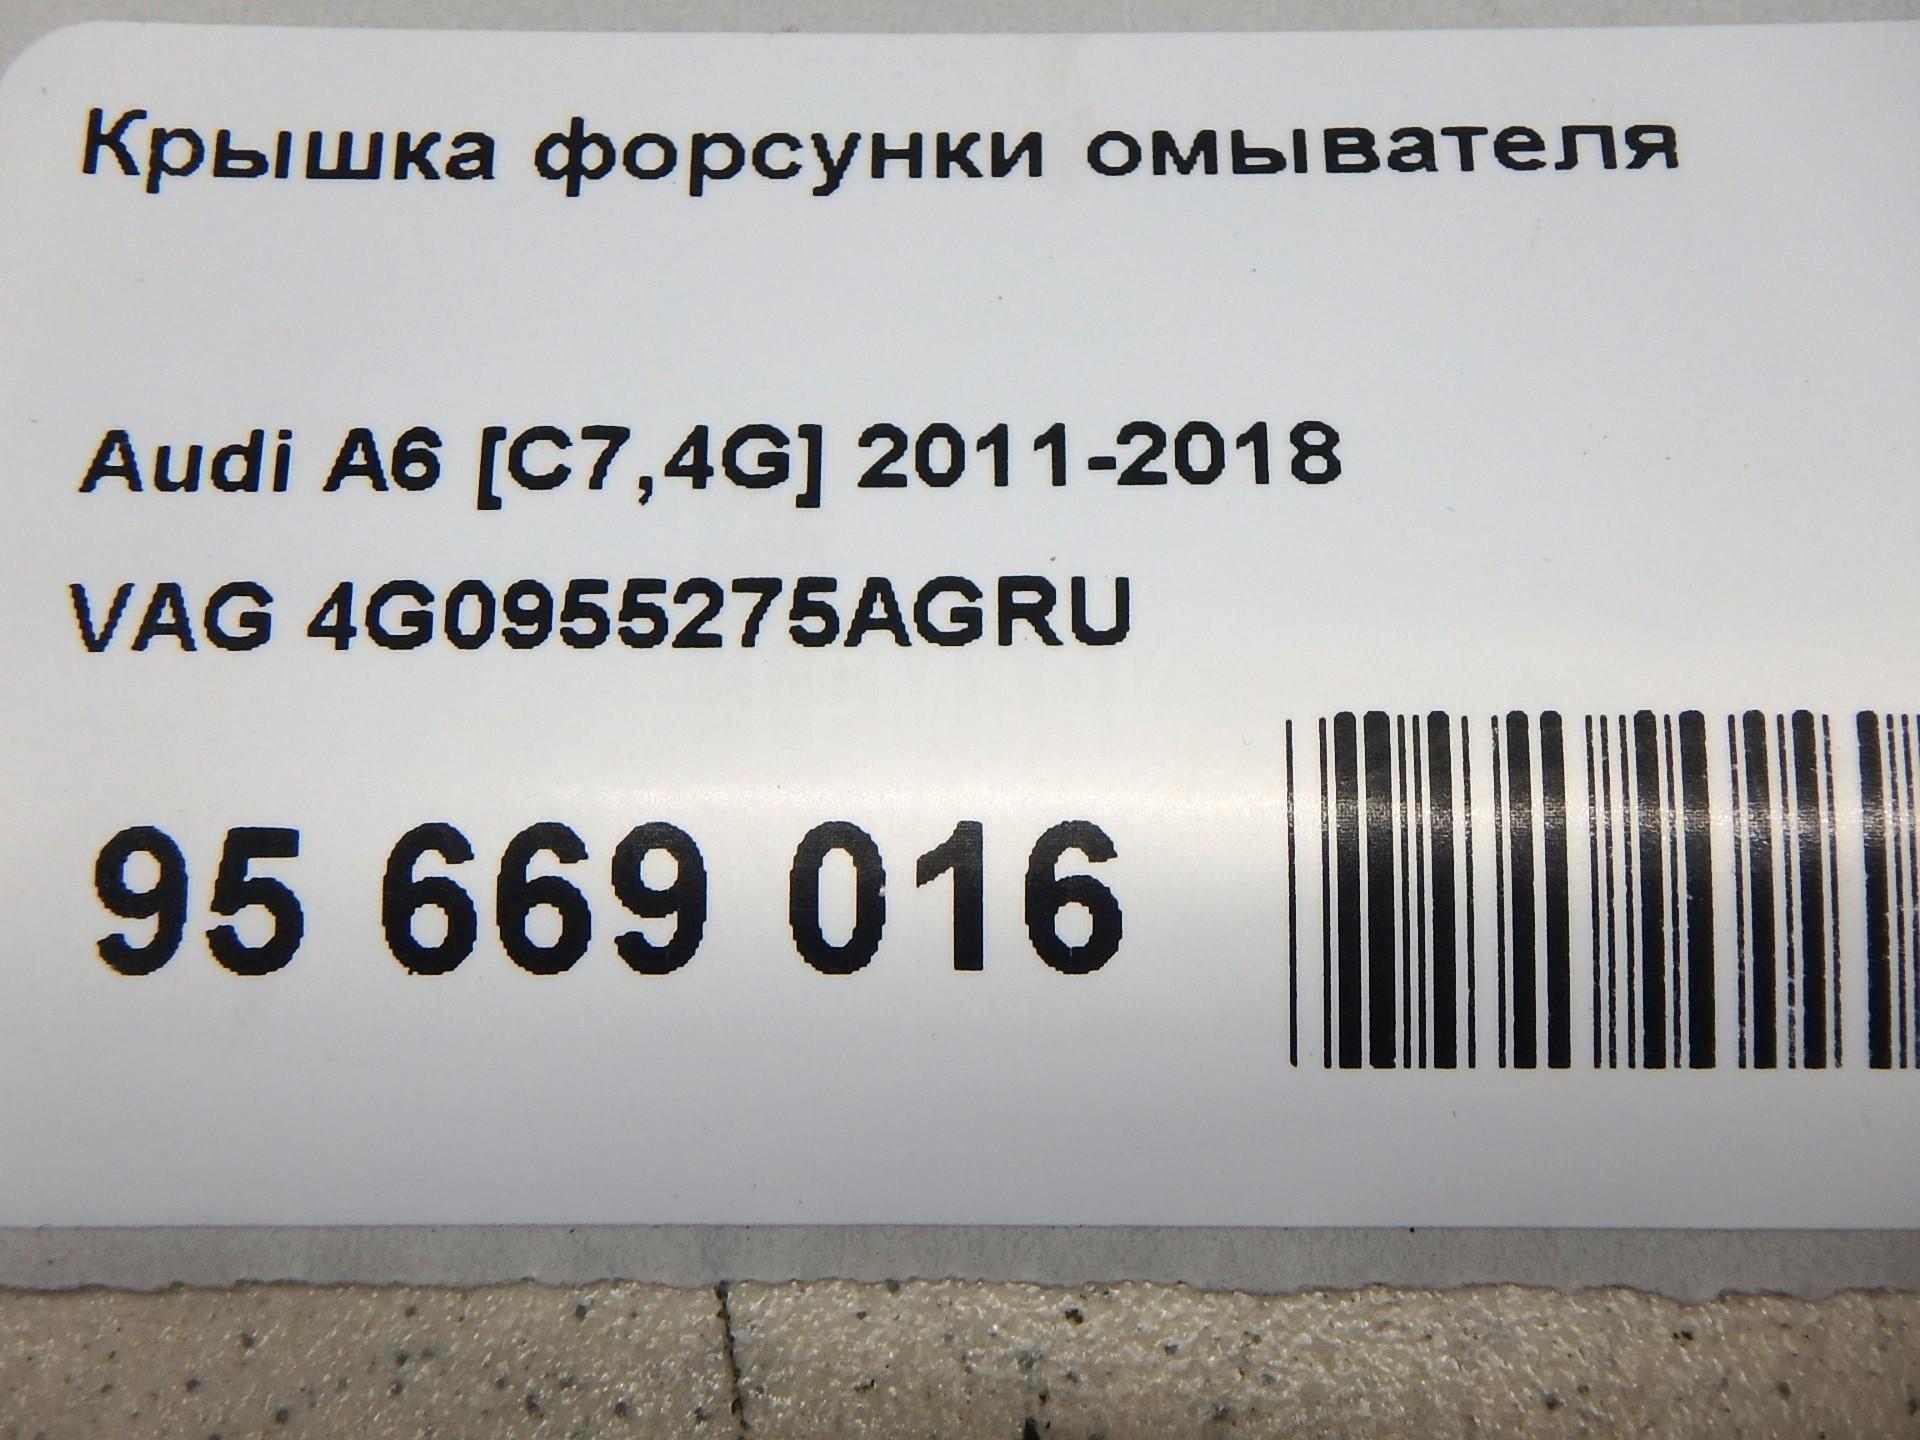 Крышка форсунки омывателя
Audi A6 [C7,4G] 2011-2018
VAG 4G0955275AGRU
95 669 016